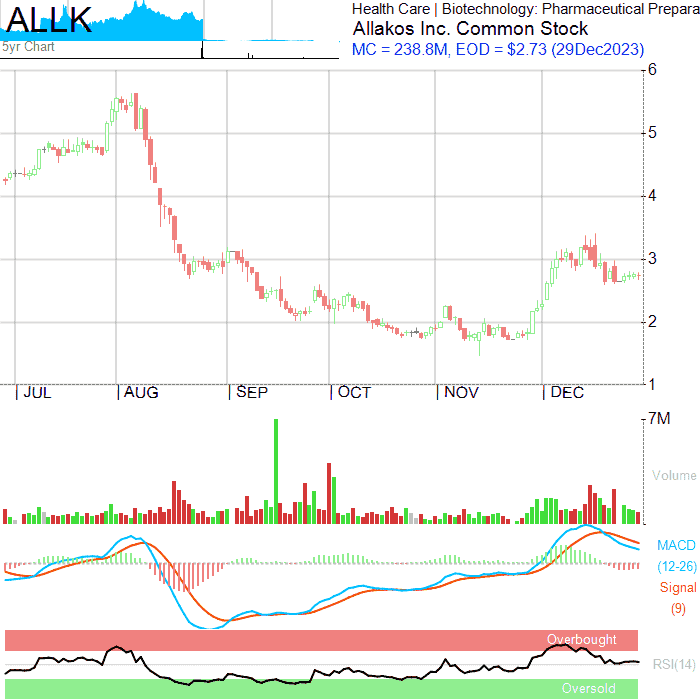 ALLK
5yr Chart
Health Care | Biotechnology: Pharmaceutical Prepara
Allakos Inc. Common Stock
MC = 238.8M, EOD = $2.73 (29Dec2023)
6
5
4
3
2
1
JUL
AUG
SEP
OCT
NOV
DEC
7M
Volume
MACD
(12-26)
Signal
(9)
Overbought
RSI(14)
Oversold